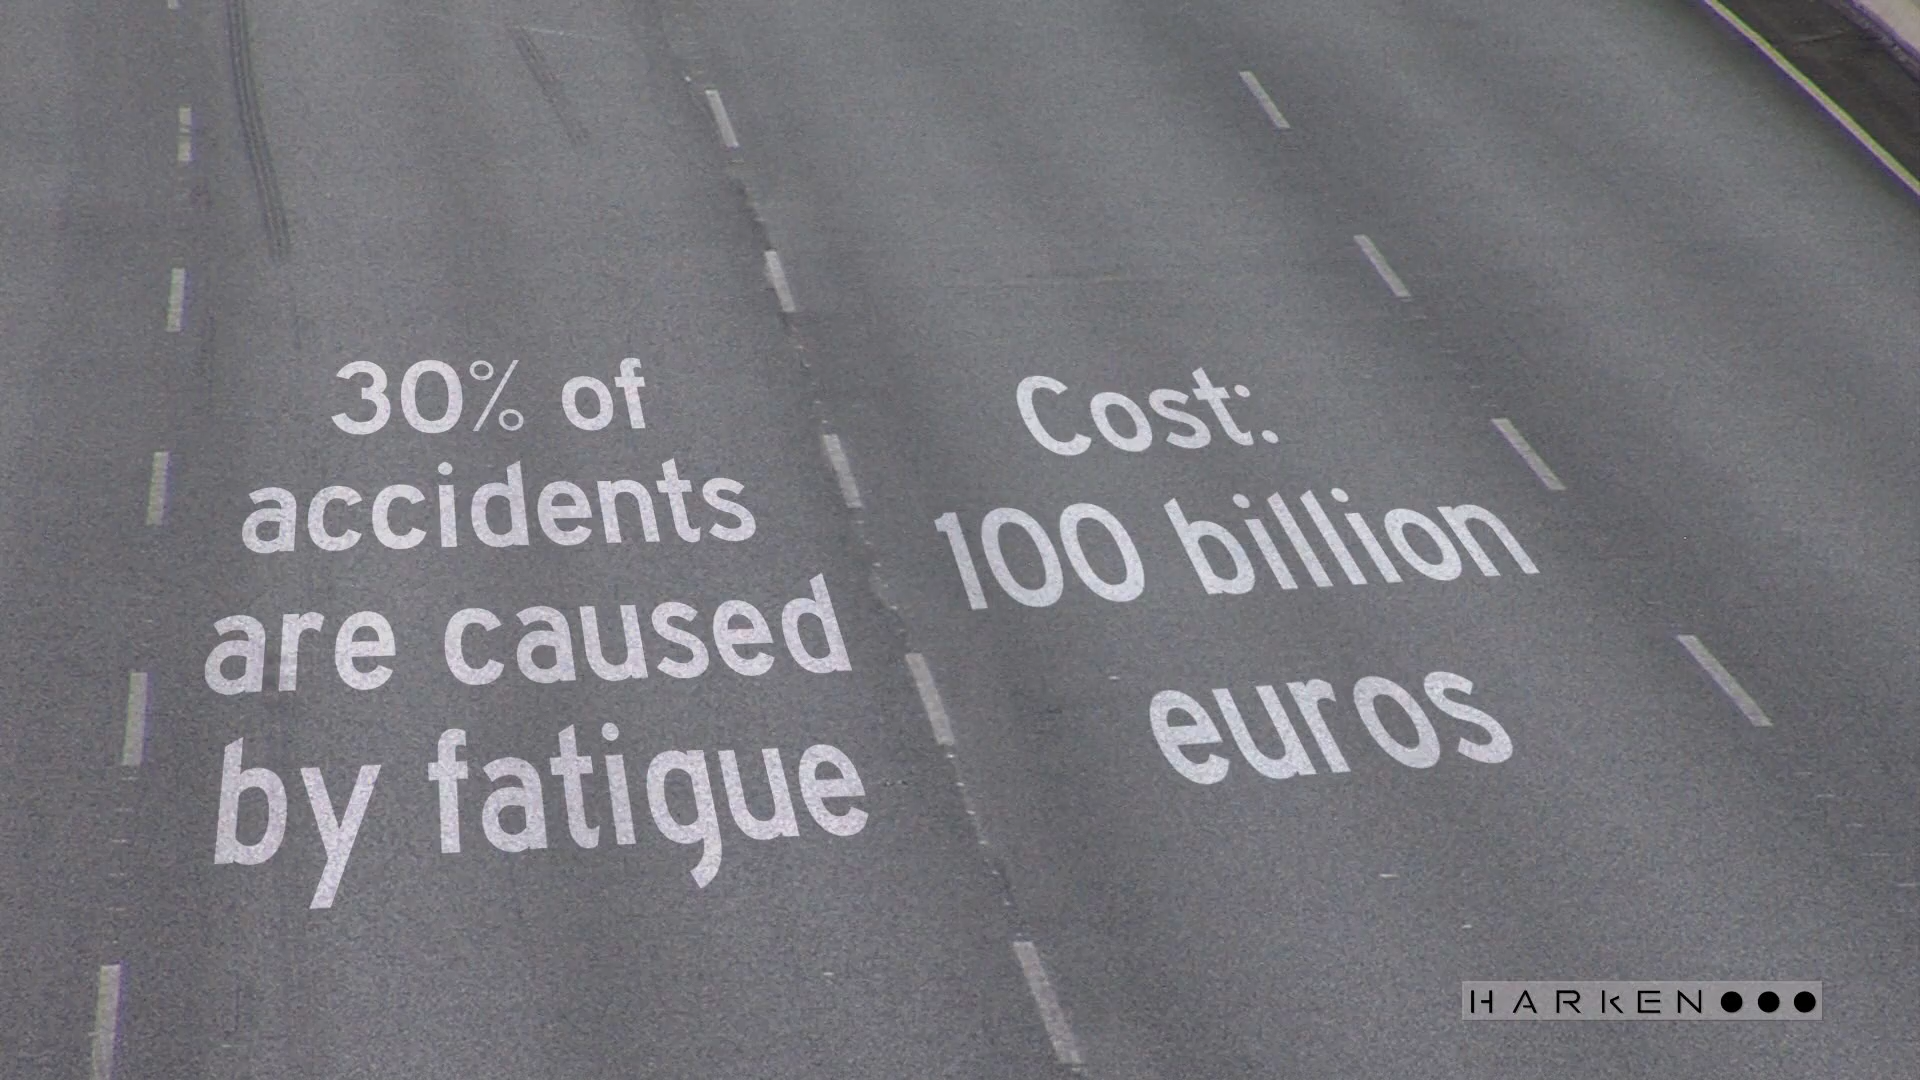 30% of
accidents
are caused
by fatigue
Cost:
100 billion
euros
HARKEN